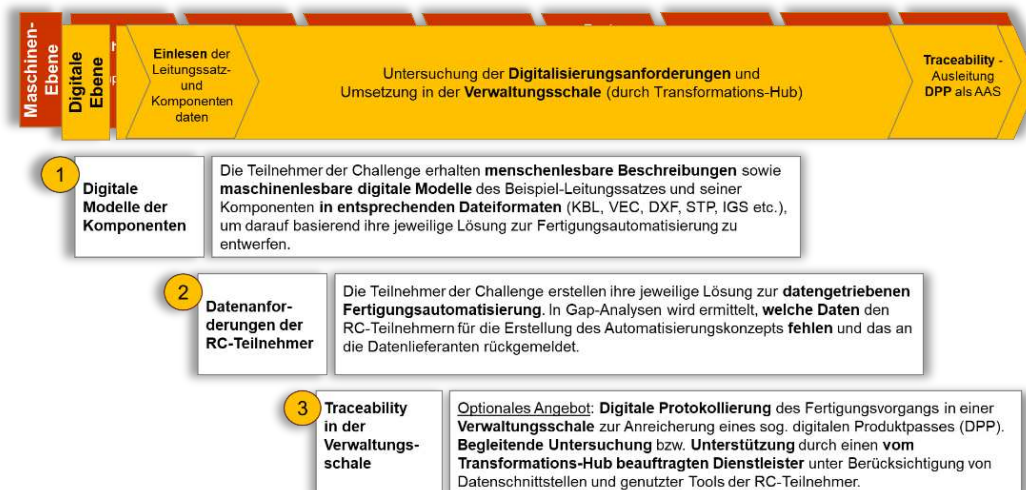 Maschinen-
Ebene
Digitale
Ebene
Einlesen der
Leitungssatz-
und
Komponenten
daten
Untersuchung der Digitalisierungsanforderungen und
Umsetzung in der Verwaltungsschale (durch Transformations-Hub)
Traceability -
Ausleitung
DPP als AAS
1
Digitale
Modelle der
Komponenten
Die Teilnehmer der Challenge erhalten menschenlesbare Beschreibungen sowie
maschinenlesbare digitale Modelle des Beispiel-Leitungssatzes und seiner
Komponenten in entsprechenden Dateiformaten (KBL, VEC, DXF, STP, IGS etc.),
um darauf basierend ihre jeweilige Lösung zur Fertigungsautomatisierung zu
entwerfen.
2
Datenanfor-
derungen der
RC-Teilnehmer
Die Teilnehmer der Challenge erstellen ihre jeweilige Lösung zur datengetriebenen
Fertigungsautomatisierung. In Gap-Analysen wird ermittelt, welche Daten den
RC-Teilnehmern für die Erstellung des Automatisierungskonzepts fehlen und das an
die Datenlieferanten rückgemeldet.
3
Traceability
in der
Verwaltungs-
schale
Optionales Angebot: Digitale Protokollierung des Fertigungsvorgangs in einer
Verwaltungsschale zur Anreicherung eines sog. digitalen Produktpasses (DPP).
Begleitende Untersuchung bzw. Unterstützung durch einen vom
Transformations-Hub beauftragten Dienstleister unter Berücksichtigung von
Datenschnittstellen und genutzter Tools der RC-Teilnehmer.